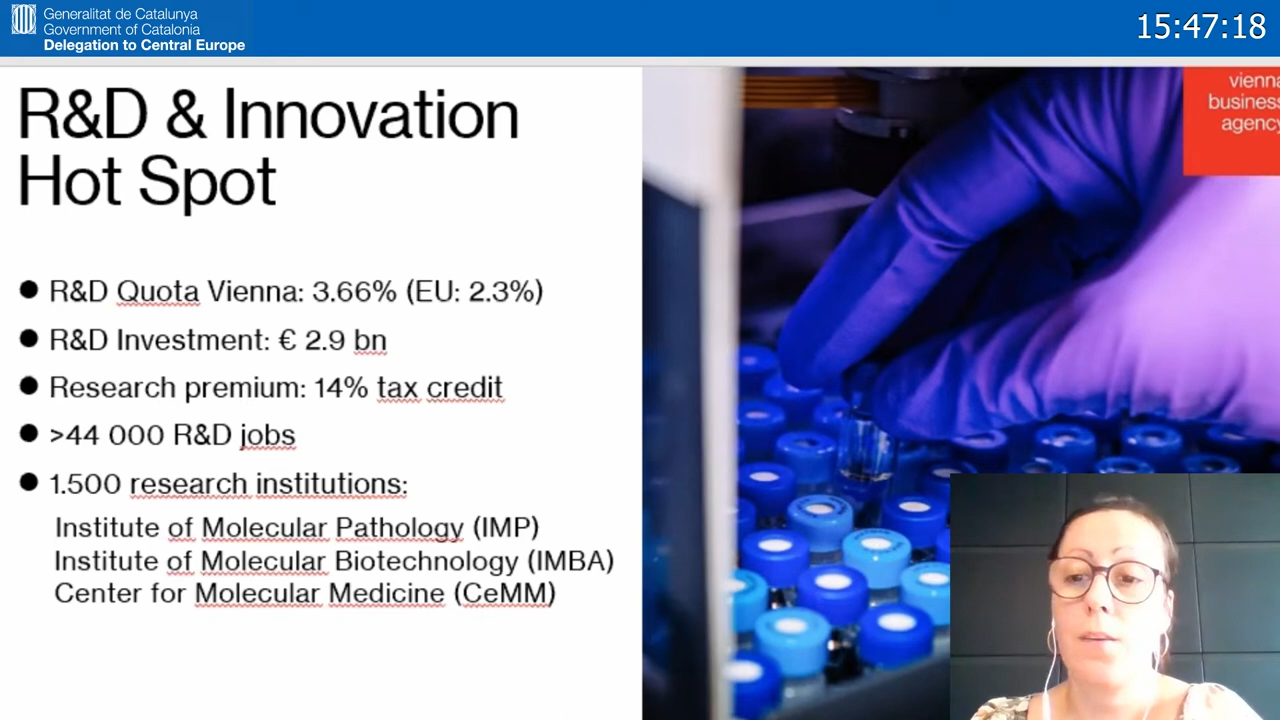 Generalitat de Catalunya
Government of Catalonia
Delegation to Central Europe
15:47:18
R&D & Innovation
Hot Spot
vienna
business
agency
● R&D Quota Vienna: 3.66% (EU: 2.3%)
● R&D Investment: € 2.9 bn
● Research premium: 14% tax credit
● >44 000 R&D jobs
● 1.500 research institutions:
Institute of Molecular Pathology (IMP)
Institute of Molecular Biotechnology (IMBA)
Center for Molecular Medicine (CeMM)